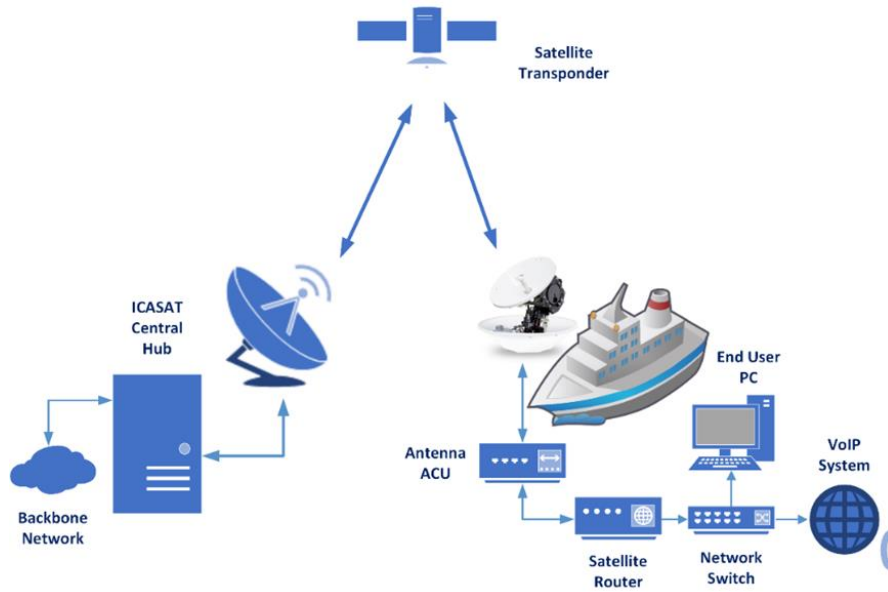 Satellite
Transponder
ICASAT
Central
Hub
End User
PC
Antenna
ACU
VoIP
System
Backbone
Network
Satellite
Router
Network
Switch